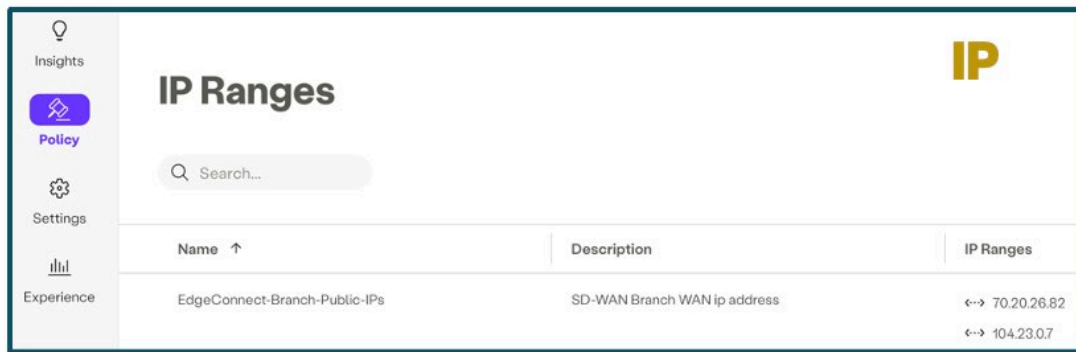 Insights
Policy
Settings
Experience
IP Ranges
IP
Search...
Name ↑ Description IP Ranges
EdgeConnect-Branch-Public-IPs SD-WAN Branch WAN ip address 70.20.26.82
104.23.0.7